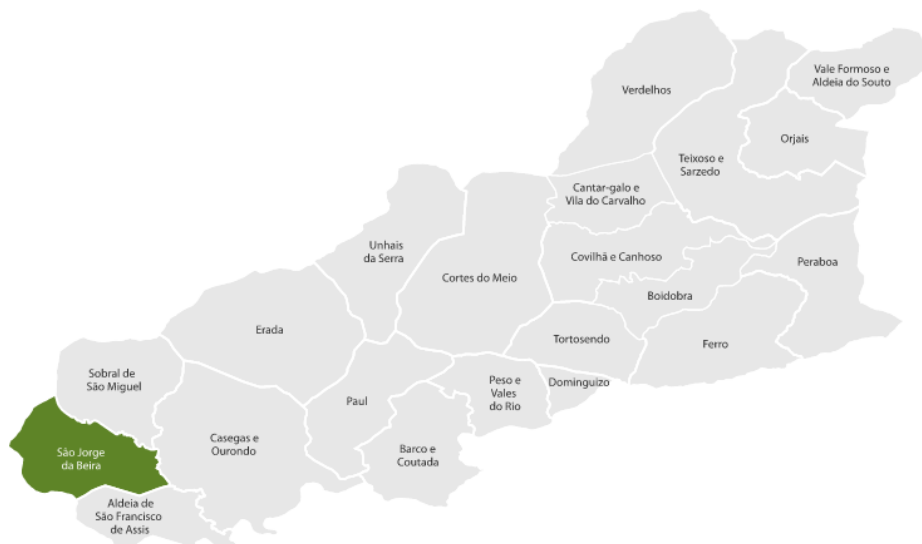 Vale Formoso e
Aldeia do Souto
Verdelhos
Orjais
Teixoso e
Sarzedo
Cantar-galo e
Vila do Carvalho
Unhais
da Serra
Covilhã e Canhoso
Peraboa
Cortes do Meio
Boidobra
Erada
Tortosendo
Ferro
Sobral de
São Miguel
Peso e
Vales
do Rio
Dominguizo
Paul
Casegas e
Ourondo
Barco e
Coutada
São Jorge
da Beira
Aldeia de
São Francisco
de Assis